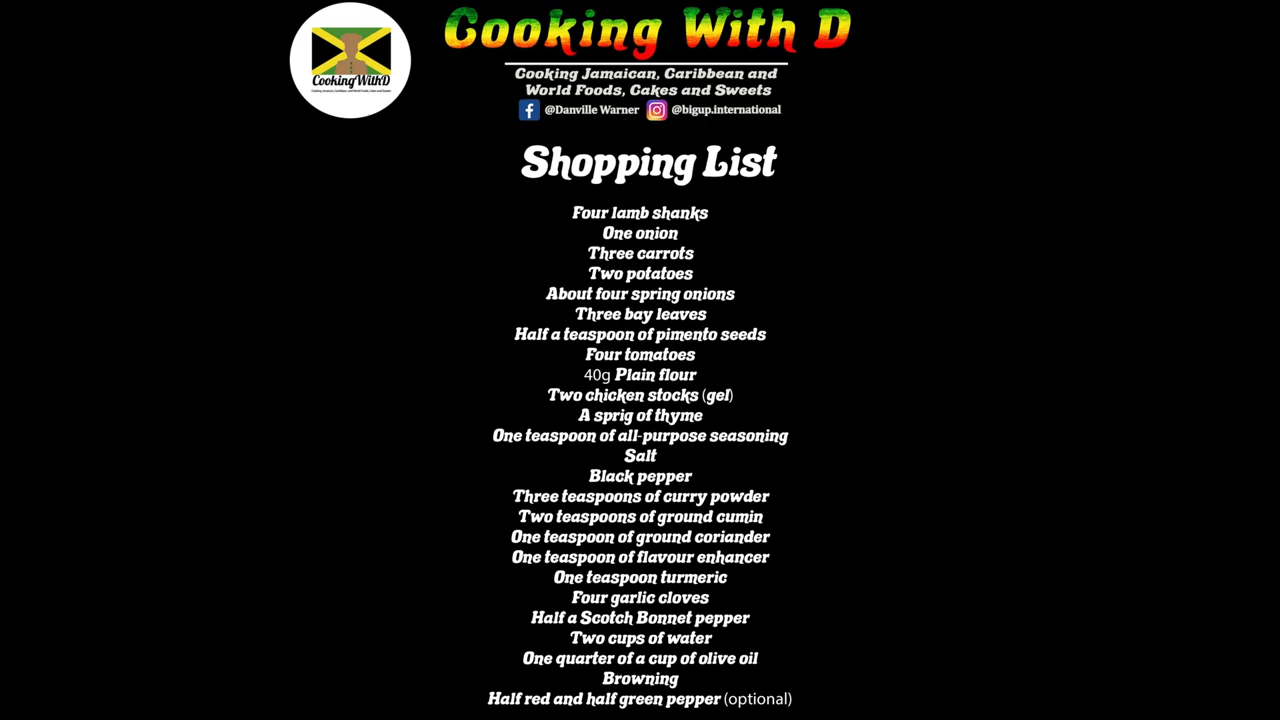 Cooking With D
CookingWithD
Cooking Jamaican, Caribbean and
World Foods, Cakes and Sweets
@Danville Warner @bigup.international
Shopping List
Four lamb shanks
One onion
Three carrots
Two potatoes
About four spring onions
Three bay leaves
Half a teaspoon of pimento seeds
Four tomatoes
40g Plain flour
Two chicken stocks (gel)
A sprig of thyme
One teaspoon of all-purpose seasoning
Salt
Black pepper
Three teaspoons of curry powder
Two teaspoons of ground cumin
One teaspoon of ground coriander
One teaspoon of flavour enhancer
One teaspoon turmeric
Four garlic cloves
Half a Scotch Bonnet pepper
Two cups of water
One quarter of a cup of olive oil
Browning
Half red and half green pepper (optional)